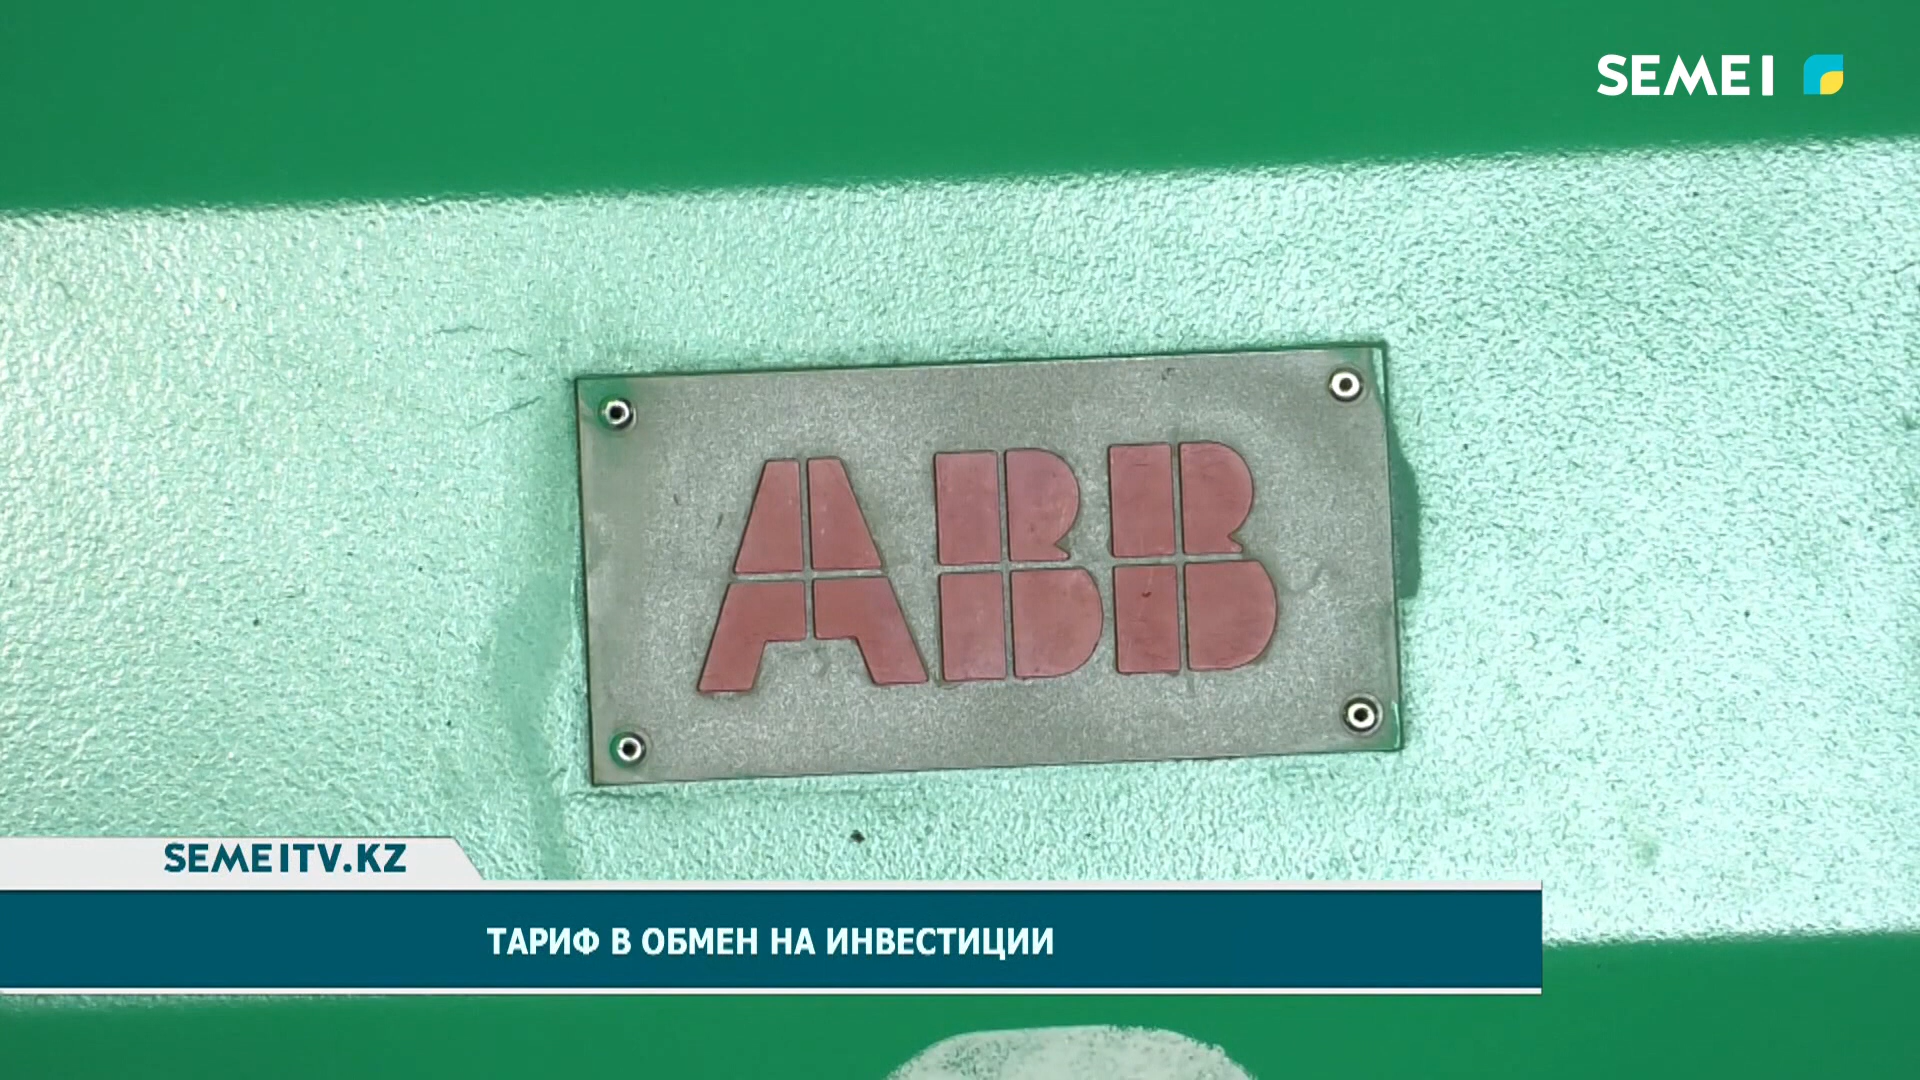 SEMEI
ABB
SEMEITV.KZ
ТАРИФ В ОБМЕН НА ИНВЕСТИЦИИ